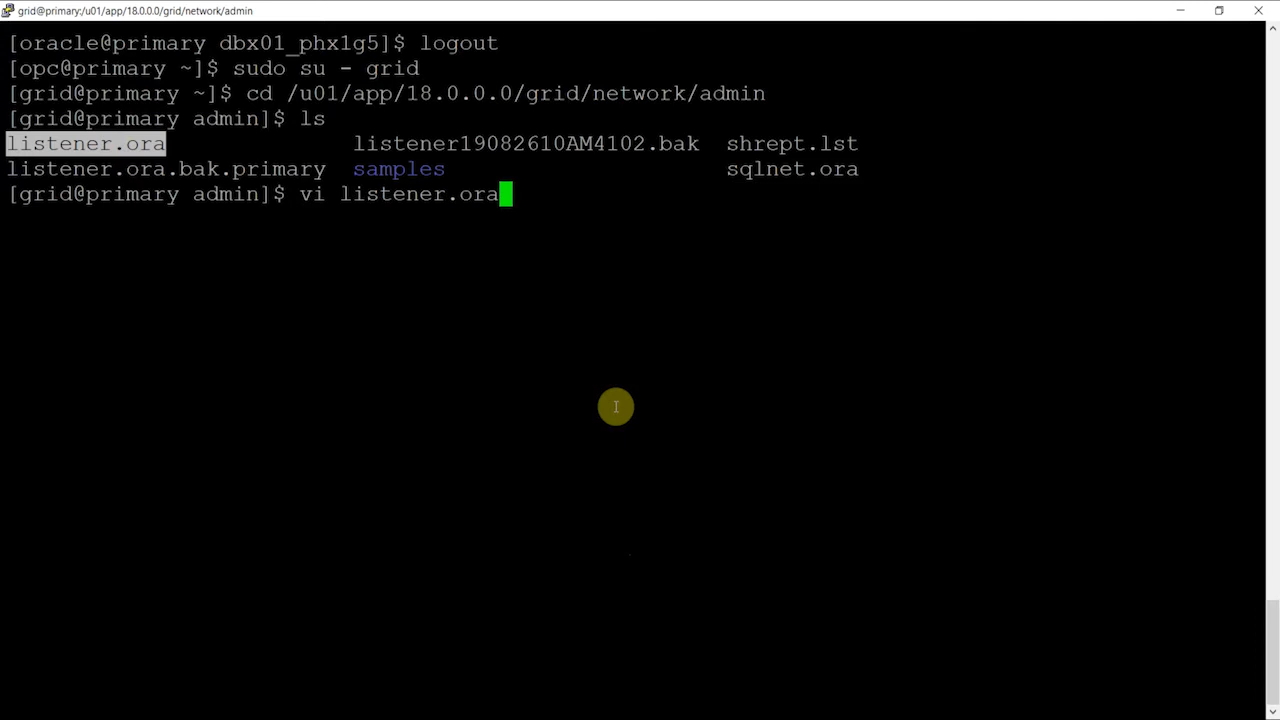 grid@primary:/u01/app/18.0.0.0/grid/network/admin
[oracle@primary dbx01_phx1g5]$ logout
[opc@primary ~]$ sudo su - grid
[grid@primary ~]$ cd /u01/app/18.0.0.0/grid/network/admin
[grid@primary admin]$ ls
listener.ora listener19082610AM4102.bak shrept.lst
listener.ora.bak.primary samples sqlnet.ora
[grid@primary admin]$ vi listener.ora